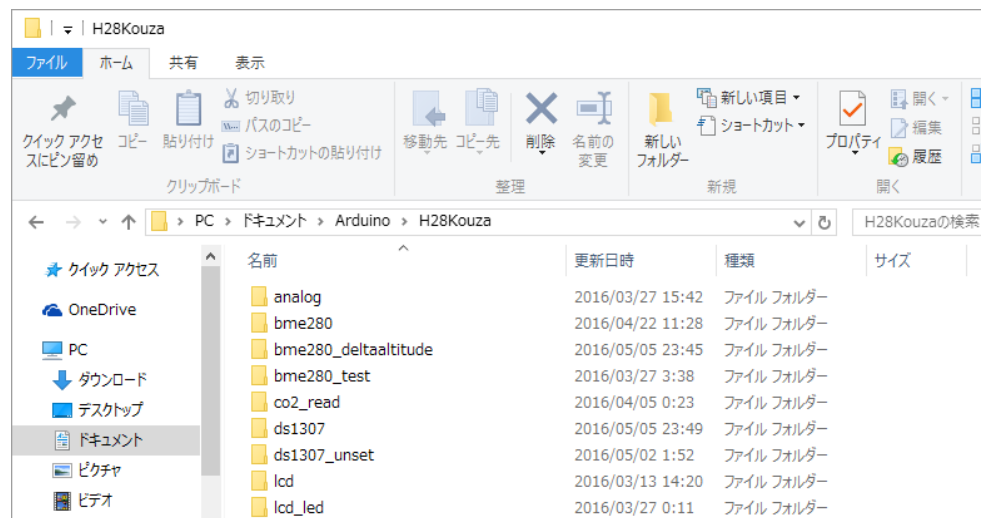 H28Kouza
ファイル ホーム 共有 表示
クイック アクセスにピン留め
コピー
貼り付け
切り取り
パスのコピー
ショートカットの貼り付け
クリップボード
移動先
コピー先
削除
名前の変更
整理
新しいフォルダー
新しい項目
ショートカット
新規
プロパティ
開く
編集
履歴
開く
PC ドキュメント Arduino H28Kouza
H28Kouzaの検索
クイック アクセス
OneDrive
PC
ダウンロード
デスクトップ
ドキュメント
ピクチャ
ビデオ
名前 更新日時 種類 サイズ
analog 2016/03/27 15:42 ファイル フォルダー
bme280 2016/04/22 11:28 ファイル フォルダー
bme280_deltaaltitude 2016/05/05 23:45 ファイル フォルダー
bme280_test 2016/03/27 3:38 ファイル フォルダー
co2_read 2016/04/05 0:23 ファイル フォルダー
ds1307 2016/05/05 23:49 ファイル フォルダー
ds1307_unset 2016/05/02 1:52 ファイル フォルダー
lcd 2016/03/13 14:20 ファイル フォルダー
lcd_led 2016/03/27 0:11 ファイル フォルダー